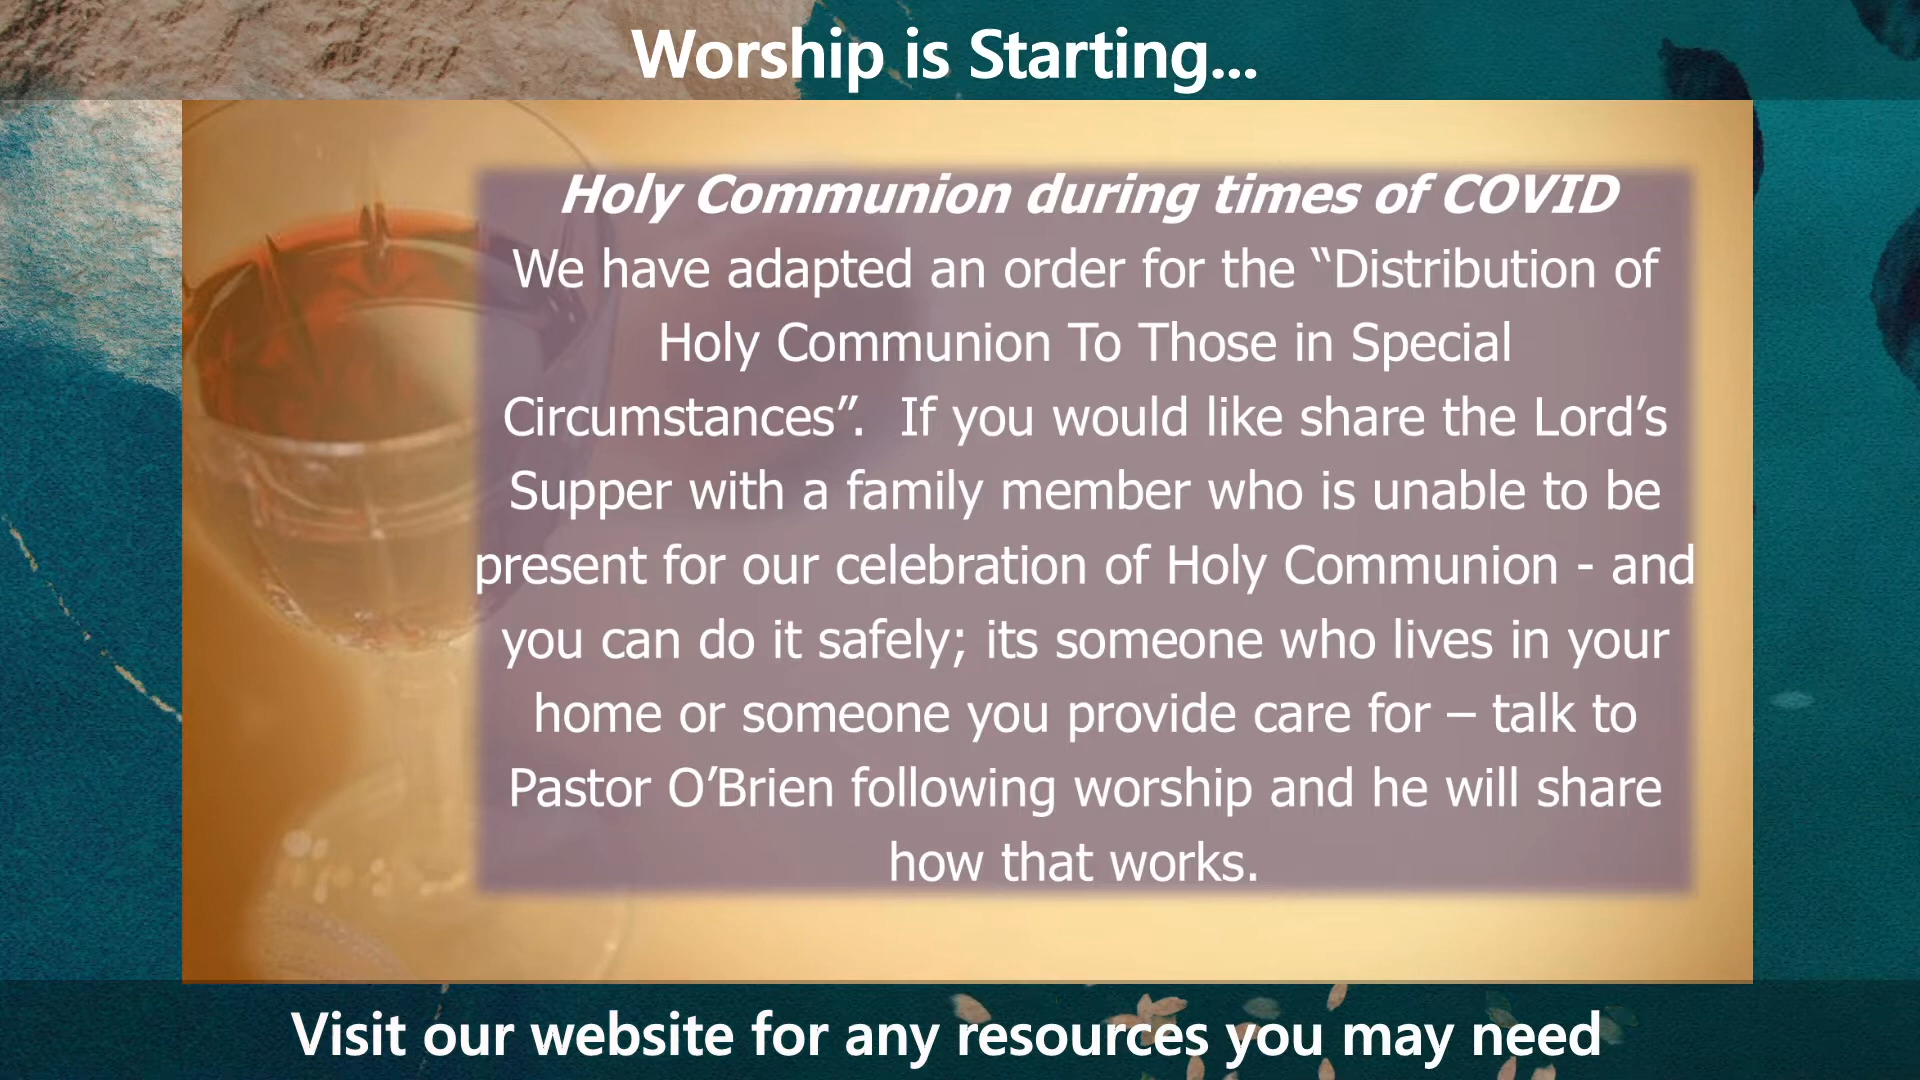 Worship is Starting...
Holy Communion during times of COVID
We have adapted an order for the “Distribution of
Holy Communion To Those in Special
Circumstances”.  If you would like share the Lord’s
Supper with a family member who is unable to be
present for our celebration of Holy Communion - and
you can do it safely; its someone who lives in your
home or someone you provide care for – talk to
Pastor O’Brien following worship and he will share
how that works.
Visit our website for any resources you may need